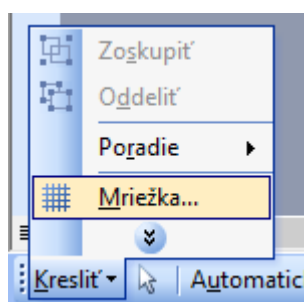 Zoskupiť
Oddeliť
Poradie
Mriežka...
Kresliť Automatic